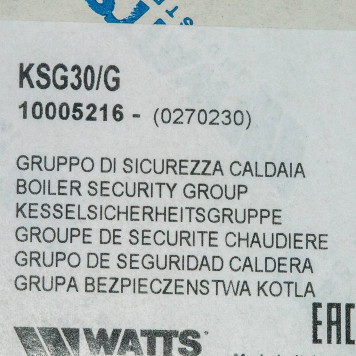 KSG30/G
10005216 - (0270230)
GRUPPO DI SICUREZZA CALDAIA
BOILER SECURITY GROUP
KESSELSICHERHEITSGRUPPE
GROUPE DE SECURITE CHAUDIERE
GRUPO DE SEGURIDAD CALDERA
GRUPA BEZPIECZENSTWA KOTLA
EAC
WATTS